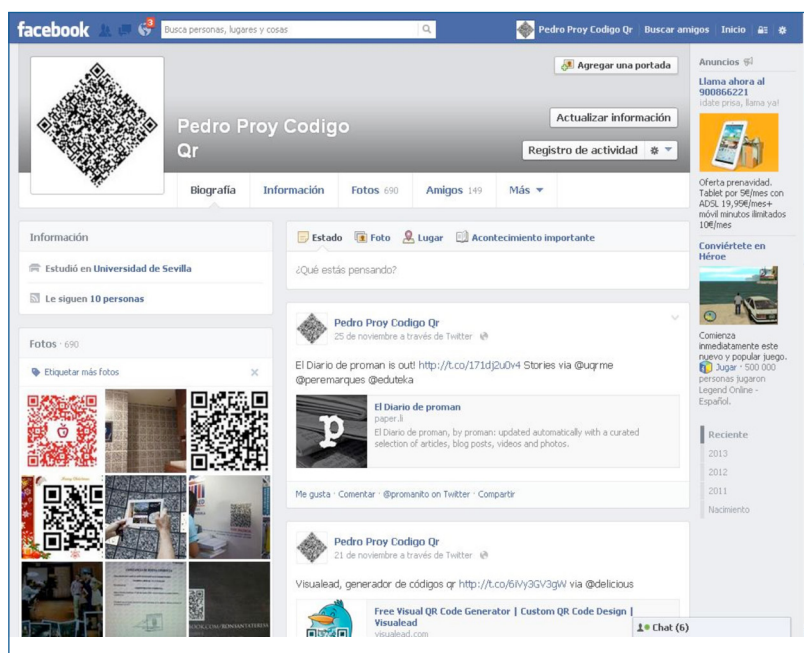 facebook
3
Busca personas, lugares y cosas
Pedro Proy Codigo Qr
Buscar amigos
Inicio
Agregar una portada
Pedro Proy Codigo
Qr
Actualizar información
Registro de actividad
Biografía
Información
Fotos 690
Amigos 149
Más
Información
Estudió en Universidad de Sevilla
Le siguen 10 personas
Fotos · 690
Etiquetar más fotos
Estado
Foto
Lugar
Acontecimiento importante
¿Qué estás pensando?
Pedro Proy Codigo Qr
25 de noviembre a través de Twitter
El Diario de proman is out! http://t.co/171dj2u0v4 Stories via @ugrme
@peremarques @eduteka
p
El Diario de proman
paper.li
El Diario de proman, by proman: updated automatically with a curated
selection of articles, blog posts, videos and photos.
Me gusta · Comentar · @promanito on Twitter · Compartir
Pedro Proy Codigo Qr
21 de noviembre a través de Twitter
Visualead, generador de códigos qr http://t.co/6iVy3GV3gW via @delicious
Free Visual QR Code Generator | Custom QR Code Design |
Visualead
visualead.com
Anuncios
Llama ahora al
900866221
¡date prisa, llama ya!
Oferta prenavidad.
Tablet por 5€/mes con
ADSL 19,95€/mes+
móvil minutos ilimitados
10€/mes
Conviértete en
Héroe
Comienza
inmediatamente este
nuevo y popular juego.
Jugar · 500 000
personas jugaron
Legend Online -
Español.
Reciente
2013
2012
2011
Nacimiento
Chat (6)